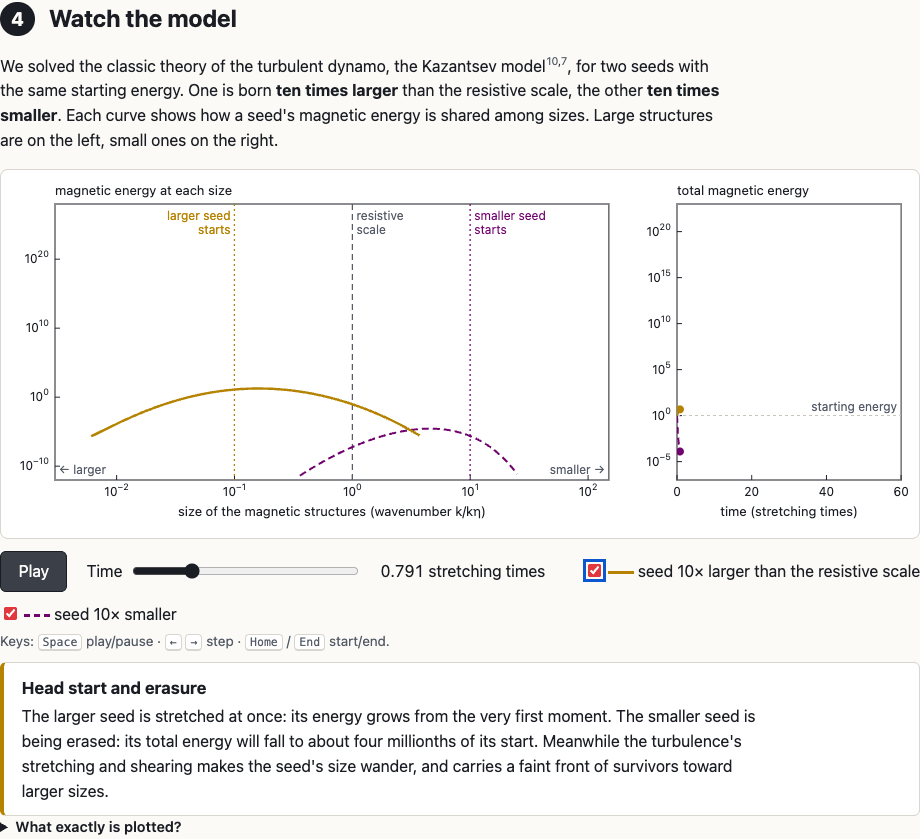 4 Watch the model
We solved the classic theory of the turbulent dynamo, the Kazantsev model10,7, for two seeds with
the same starting energy. One is born ten times larger than the resistive scale, the other ten times
smaller. Each curve shows how a seed's magnetic energy is shared among sizes. Large structures
are on the left, small ones on the right.
magnetic energy at each size
larger seed
starts
resistive
scale
smaller seed
starts
10^20
10^10
10^0
10^-10
← larger
smaller →
10^-2 10^-1 10^0 10^1 10^2
size of the magnetic structures (wavenumber k/kη)
total magnetic energy
10^20
10^15
10^10
10^5
10^0
10^-5
starting energy
0 20 40 60
time (stretching times)
Play Time 0.791 stretching times seed 10× larger than the resistive scale
seed 10× smaller
Keys: Space play/pause · ← → step · Home / End start/end.
Head start and erasure
The larger seed is stretched at once: its energy grows from the very first moment. The smaller seed is
being erased: its total energy will fall to about four millionths of its start. Meanwhile the turbulence's
stretching and shearing makes the seed's size wander, and carries a faint front of survivors toward
larger sizes.
What exactly is plotted?